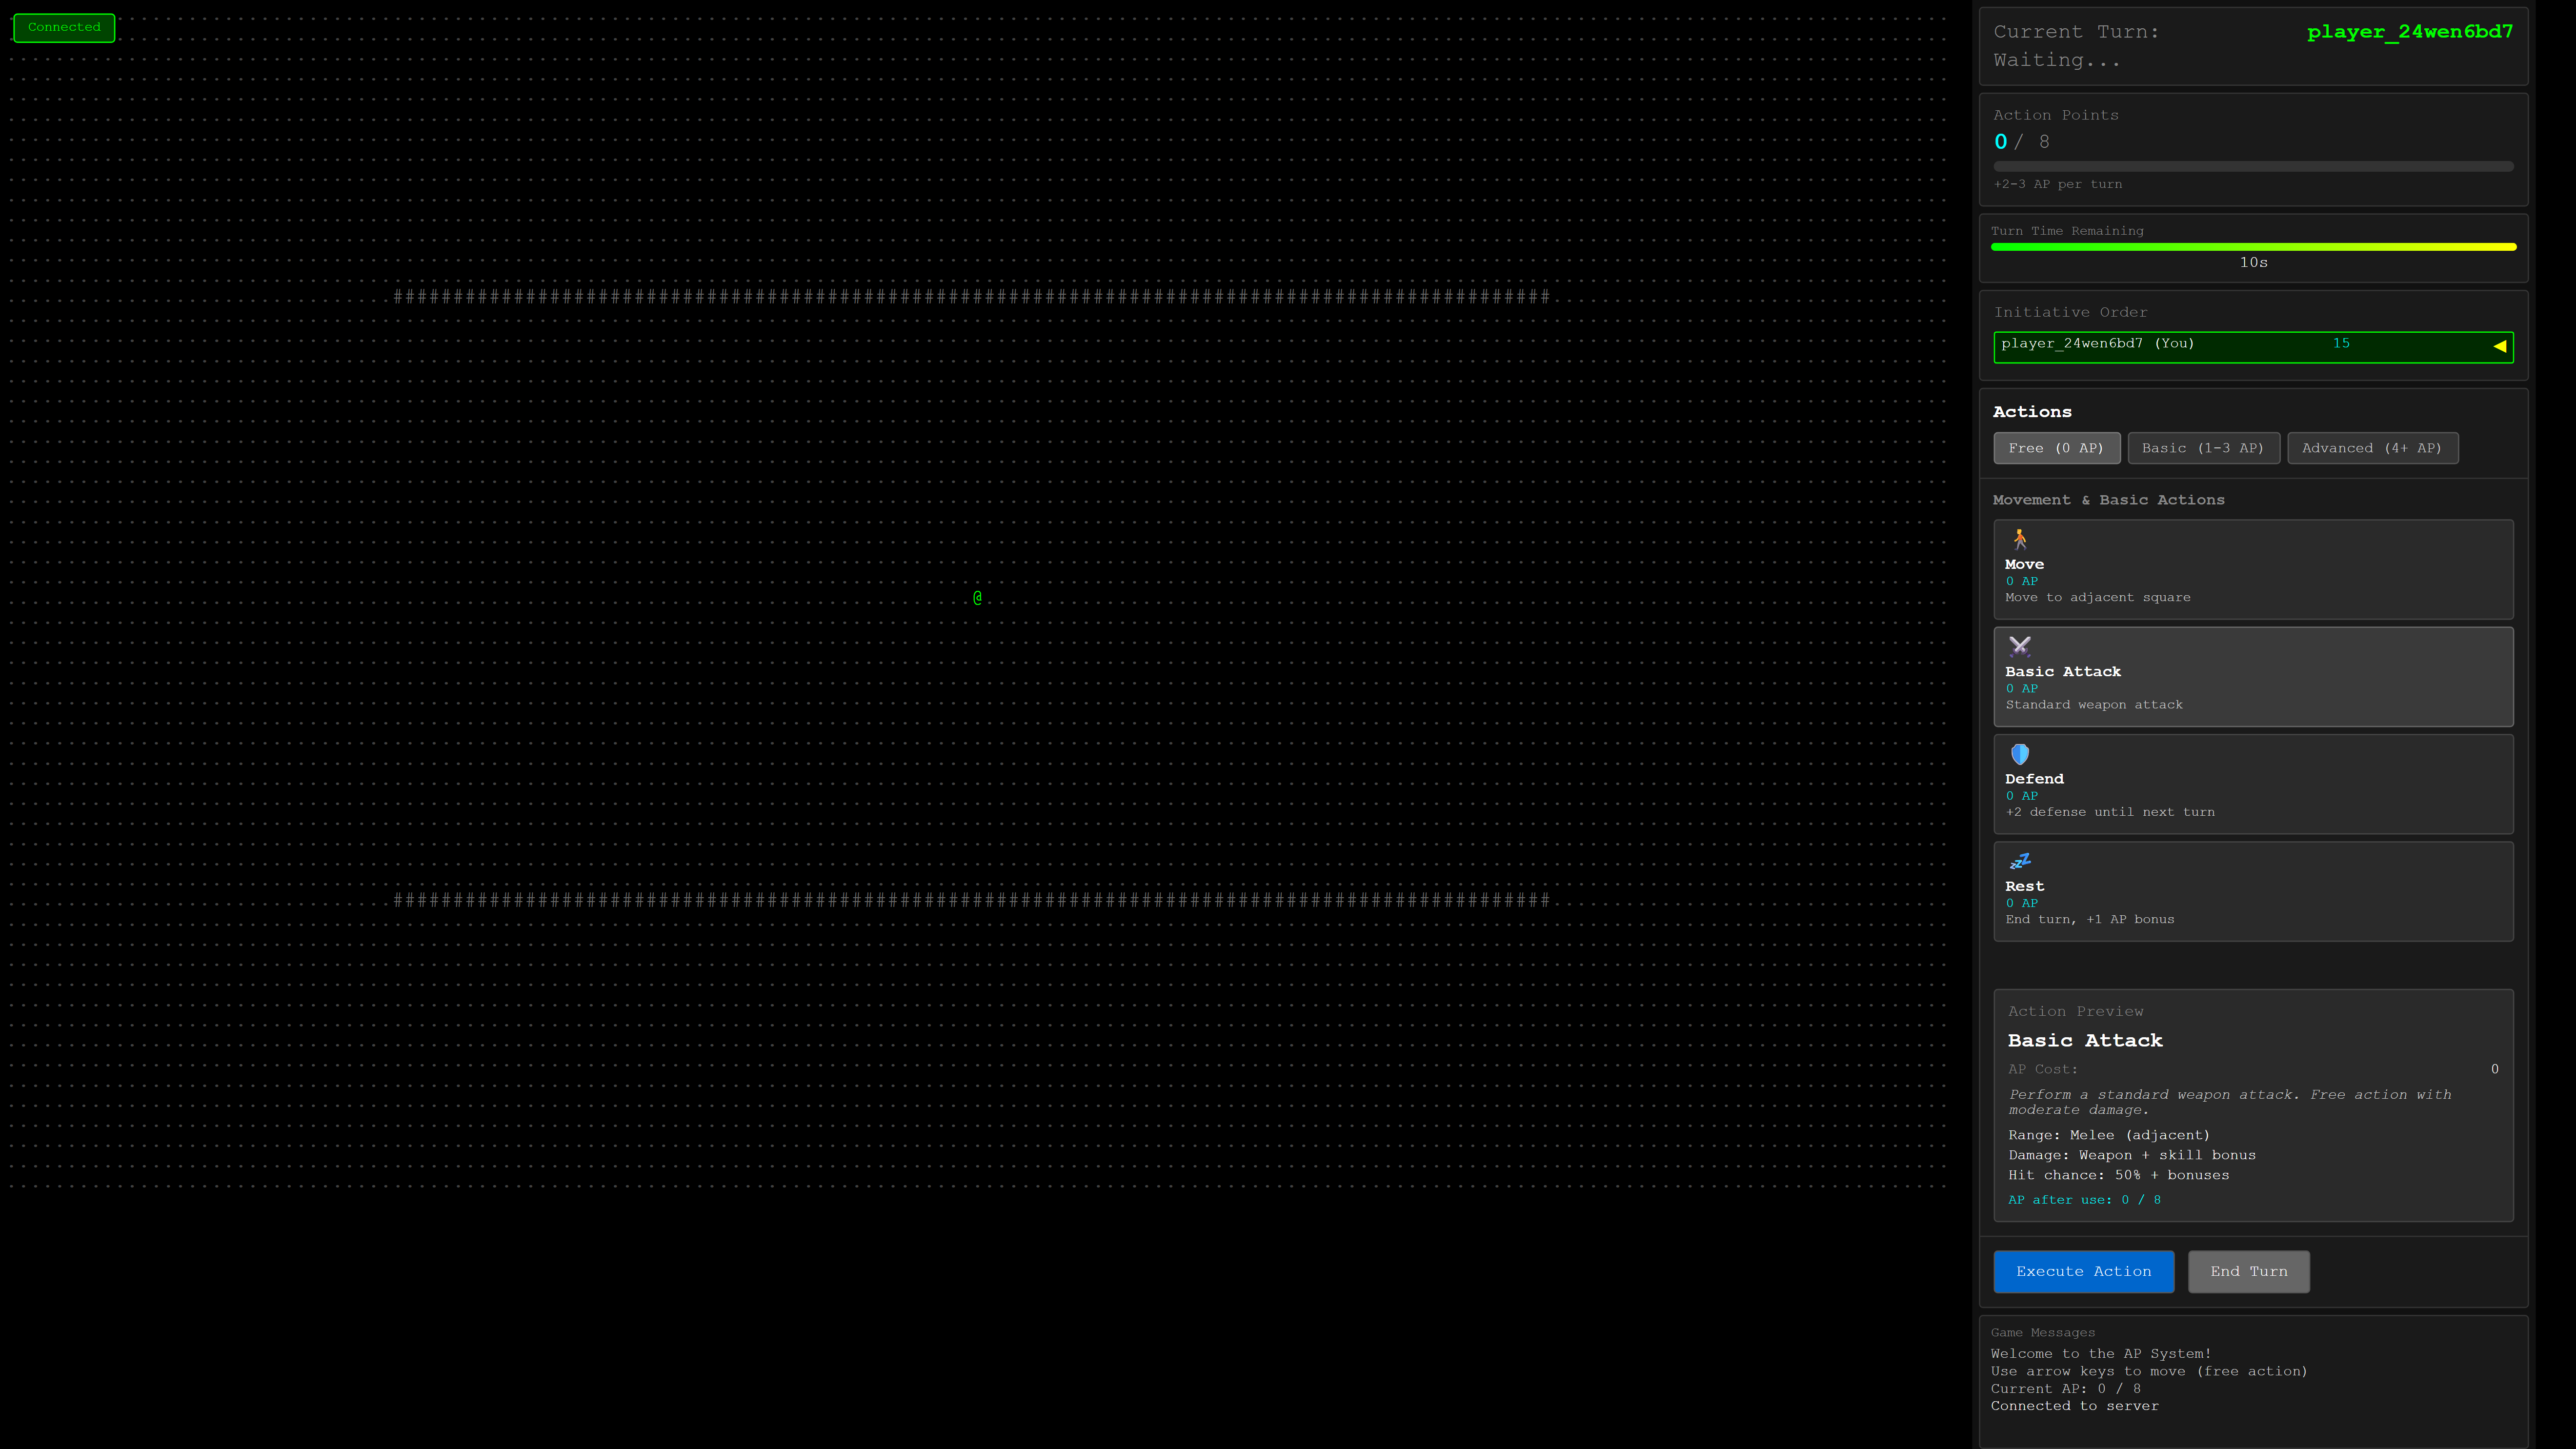 Connected
@
Current Turn: player_24wen6bd7
Waiting...
Action Points
0 / 8
+2-3 AP per turn
Turn Time Remaining
10s
Initiative Order
player_24wen6bd7 (You) 15 ◀
Actions
Free (0 AP) Basic (1-3 AP) Advanced (4+ AP)
Movement & Basic Actions
Move
0 AP
Move to adjacent square
Basic Attack
0 AP
Standard weapon attack
Defend
0 AP
+2 defense until next turn
Rest
0 AP
End turn, +1 AP bonus
Action Preview
Basic Attack
AP Cost: 0
Perform a standard weapon attack. Free action with
moderate damage.
Range: Melee (adjacent)
Damage: Weapon + skill bonus
Hit chance: 50% + bonuses
AP after use: 0 / 8
Execute Action End Turn
Game Messages
Welcome to the AP System!
Use arrow keys to move (free action)
Current AP: 0 / 8
Connected to server